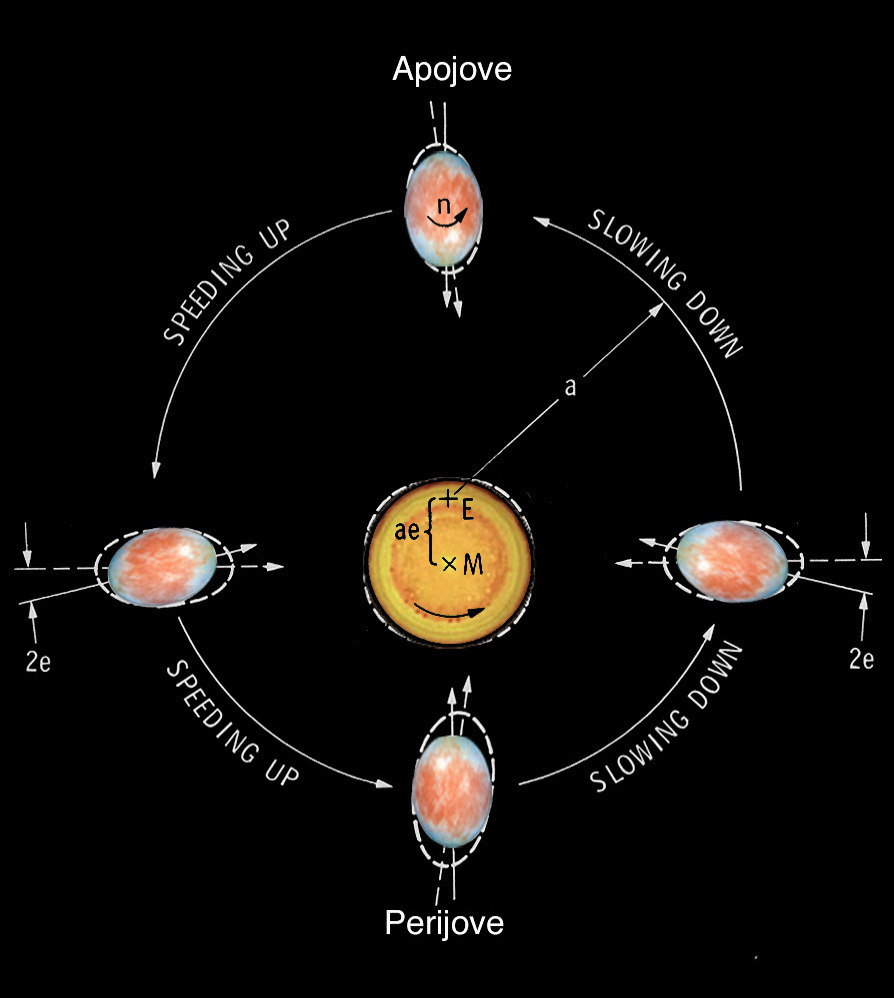 Apojove
n
SPEEDING UP
SLOWING DOWN
a
E
ae
M
2e
2e
SPEEDING UP
SLOWING DOWN
Perijove